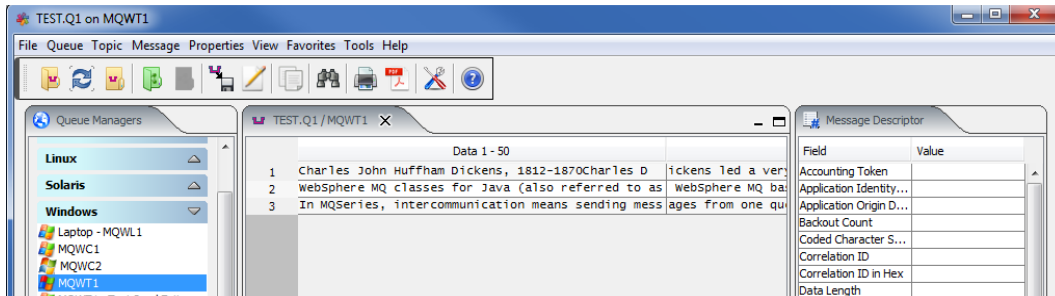 TEST.Q1 on MQWT1
File Queue Topic Message Properties View Favorites Tools Help
PDF
Queue Managers
Linux
Solaris
Windows
Laptop - MQWL1
MQWC1
MQWC2
MQWT1
TEST.Q1 / MQWT1
Data 1 - 50
1 Charles John Huffham Dickens, 1812-1870Charles D ickens led a very
2 WebSphere MQ classes for Java (also referred to as WebSphere MQ ba
3 In MQSeries, intercommunication means sending mess ages from one qu
Message Descriptor
Field Value
Accounting Token
Application Identity...
Application Origin D...
Backout Count
Coded Character S...
Correlation ID
Correlation ID in Hex
Data Length